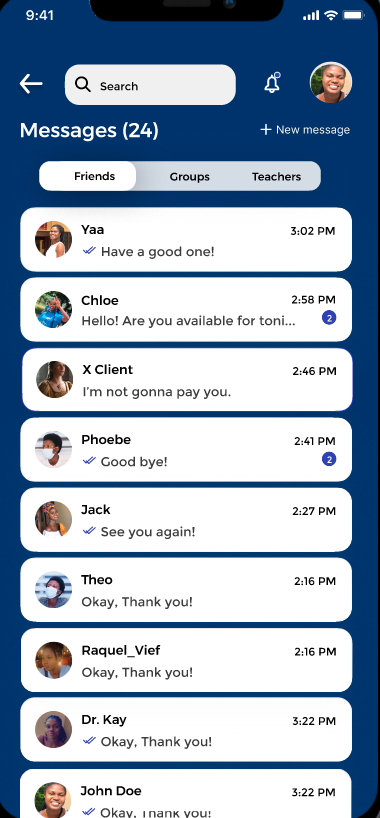 9:41
Search
Messages (24)
+ New message
Friends Groups Teachers
Yaa 3:02 PM
Have a good one!
Chloe 2:58 PM
Hello! Are you available for toni... 2
X Client 2:46 PM
I'm not gonna pay you.
Phoebe 2:41 PM
Good bye! 2
Jack 2:27 PM
See you again!
Theo 2:16 PM
Okay, Thank you!
Raquel_Vief 2:16 PM
Okay, Thank you!
Dr. Kay 3:22 PM
Okay, Thank you!
John Doe 3:22 PM
Okay, Thank you!